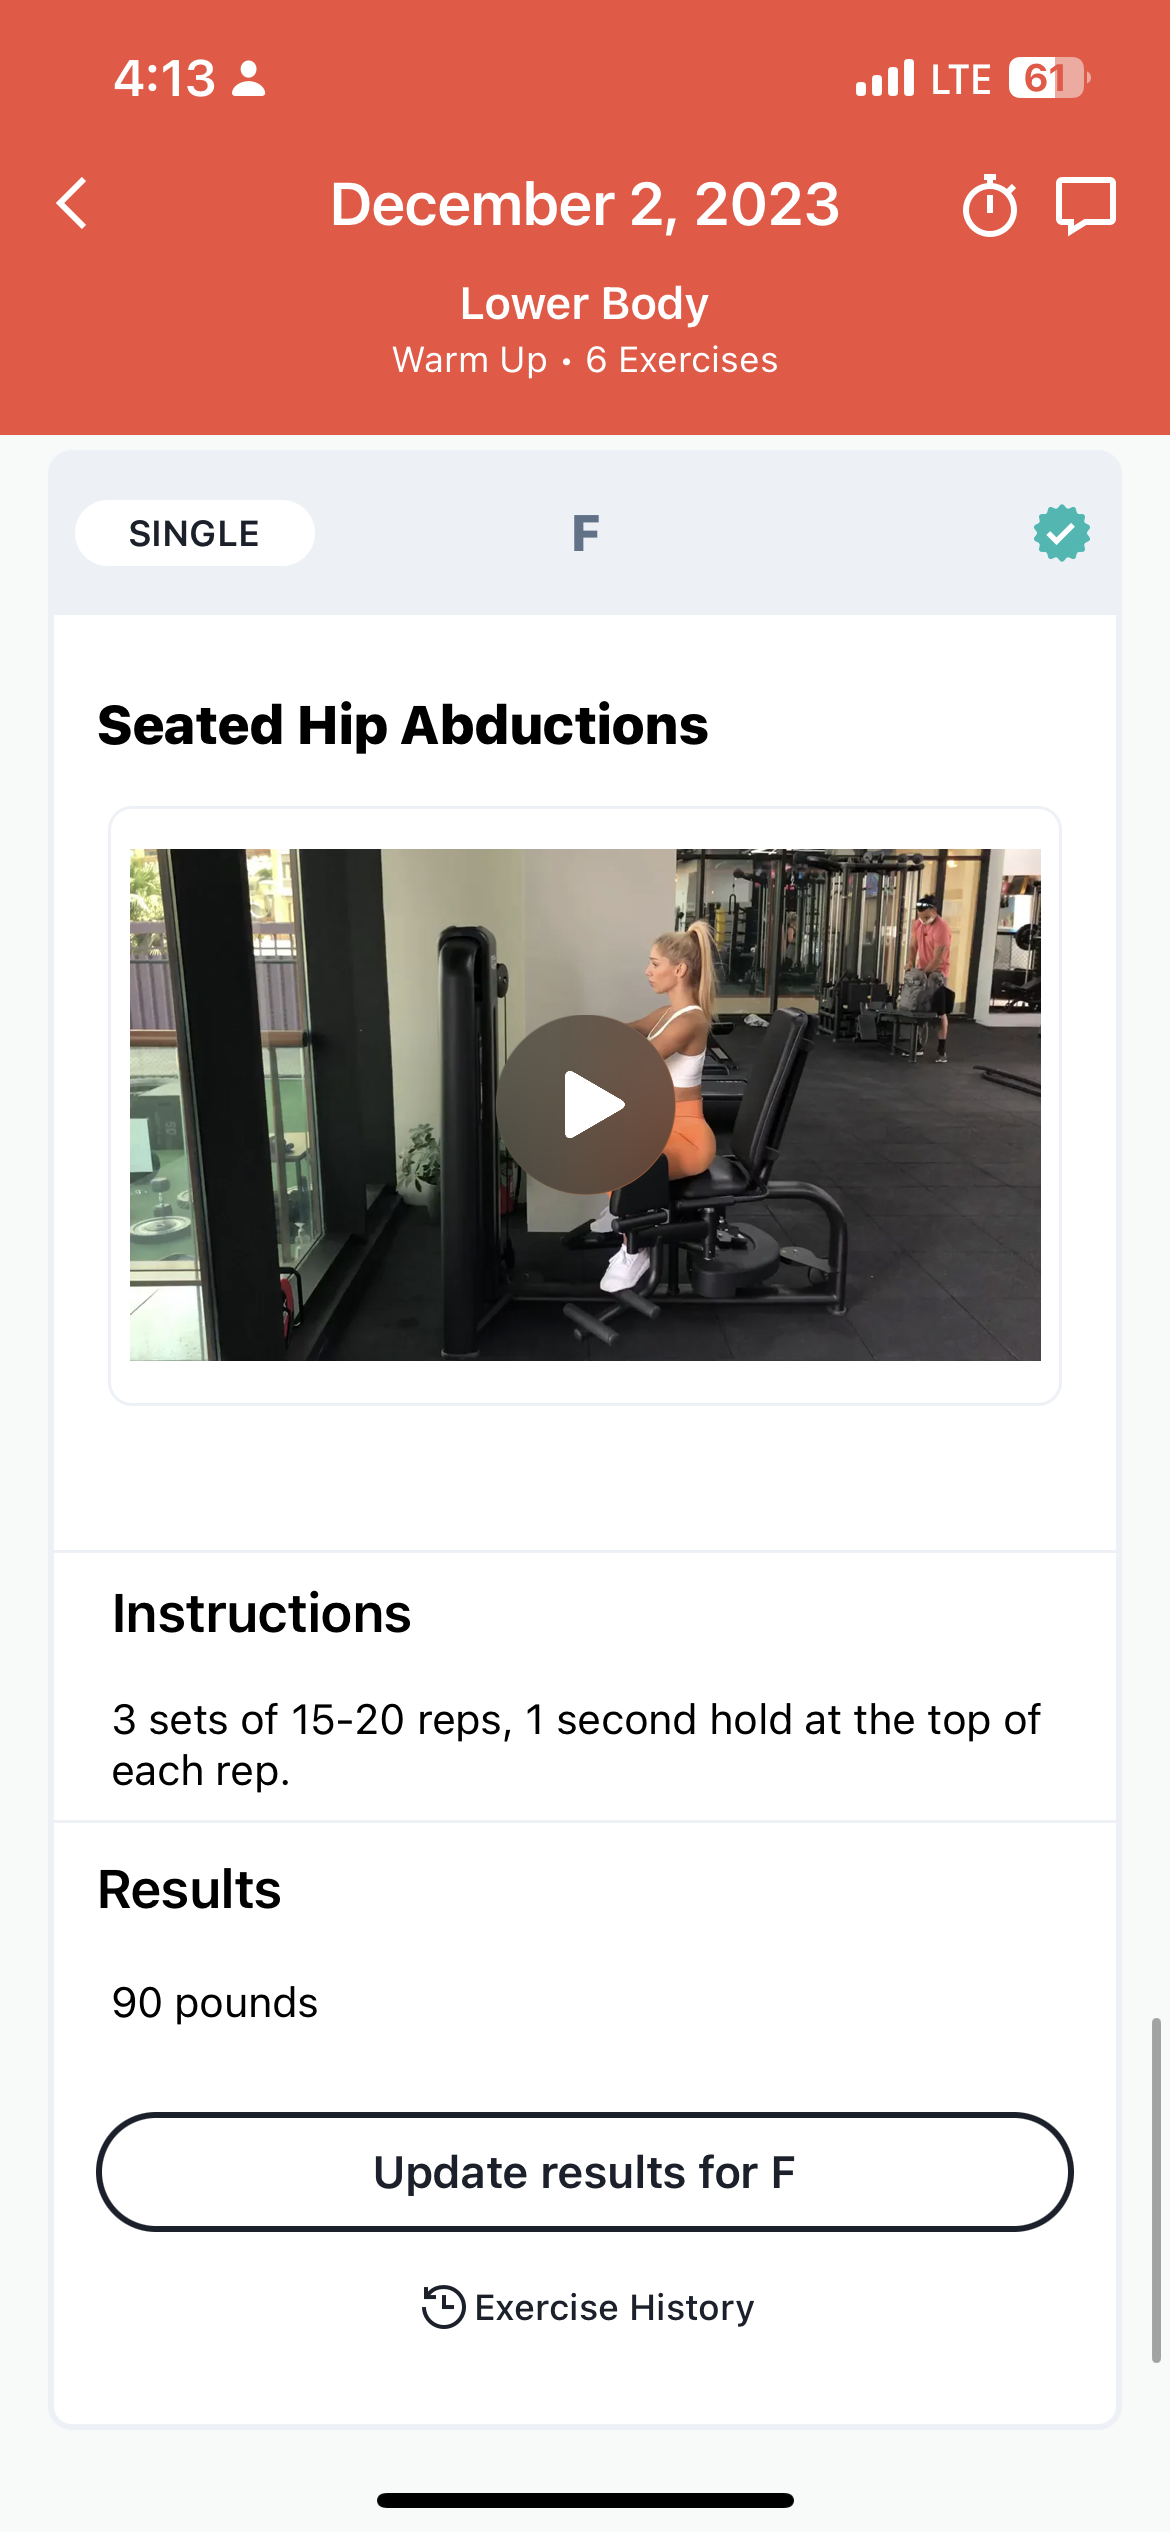 4:13
LTE 61
December 2, 2023
Lower Body
Warm Up • 6 Exercises
SINGLE
F
Seated Hip Abductions
Instructions
3 sets of 15-20 reps, 1 second hold at the top of
each rep.
Results
90 pounds
Update results for F
Exercise History